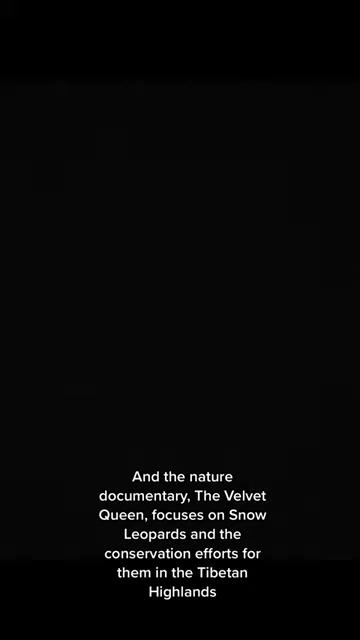 And the nature
documentary, The Velvet
Queen, focuses on Snow
Leopards and the
conservation efforts for
them in the Tibetan
Highlands